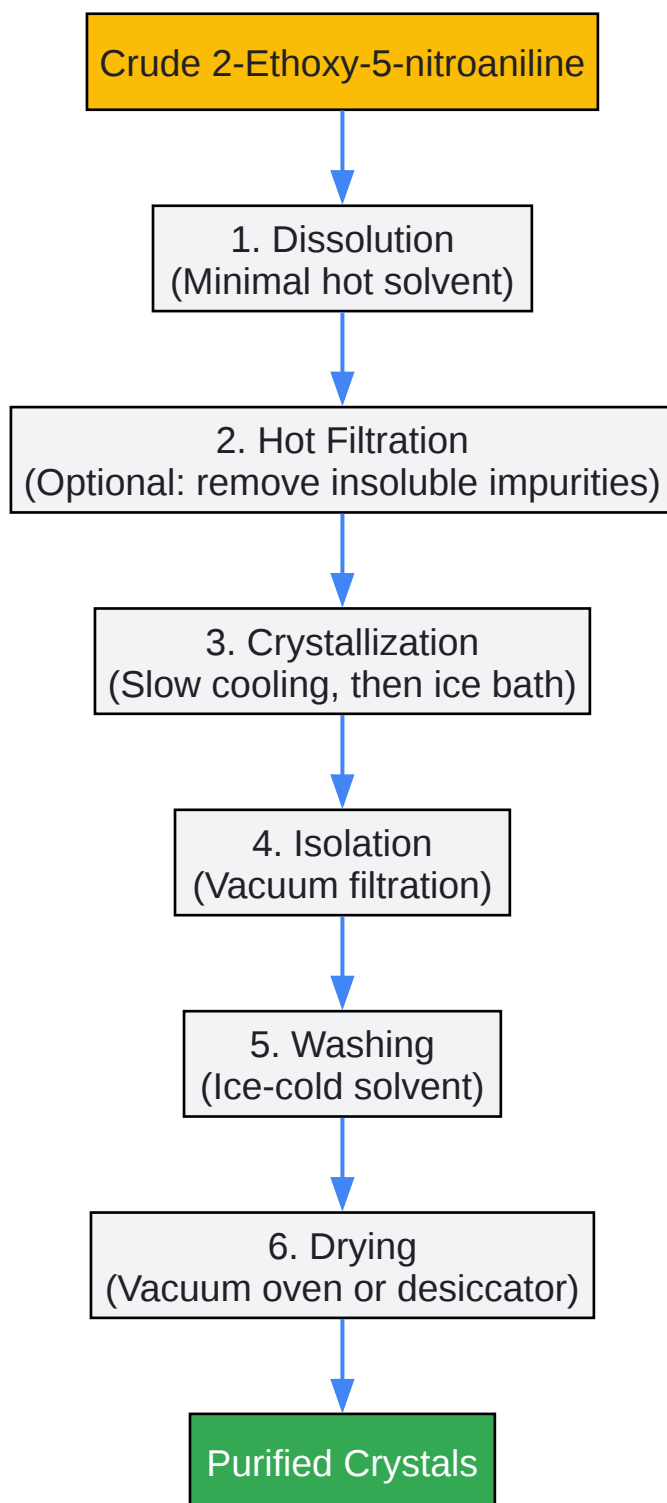 Crude 2-Ethoxy-5-nitroaniline
1. Dissolution
(Minimal hot solvent)
2. Hot Filtration
(Optional: remove insoluble impurities)
3. Crystallization
(Slow cooling, then ice bath)
4. Isolation
(Vacuum filtration)
5. Washing
(Ice-cold solvent)
6. Drying
(Vacuum oven or desiccator)
Purified Crystals